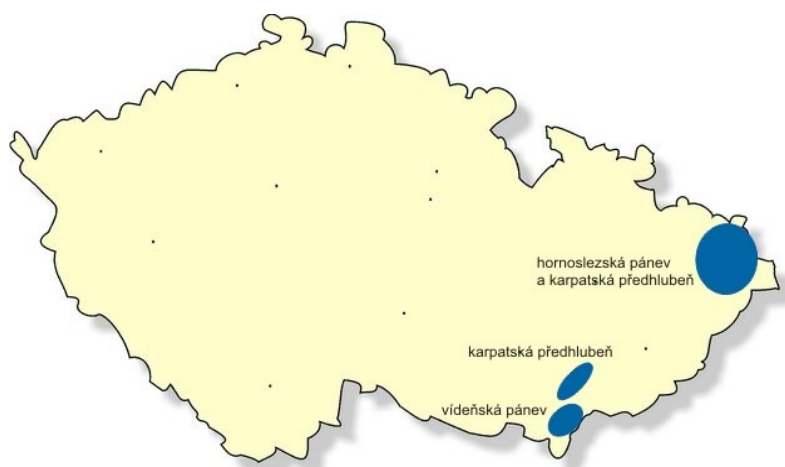 hornoslezská pánev
a karpatská předhlubeň
karpatská předhlubeň
vídeňská pánev